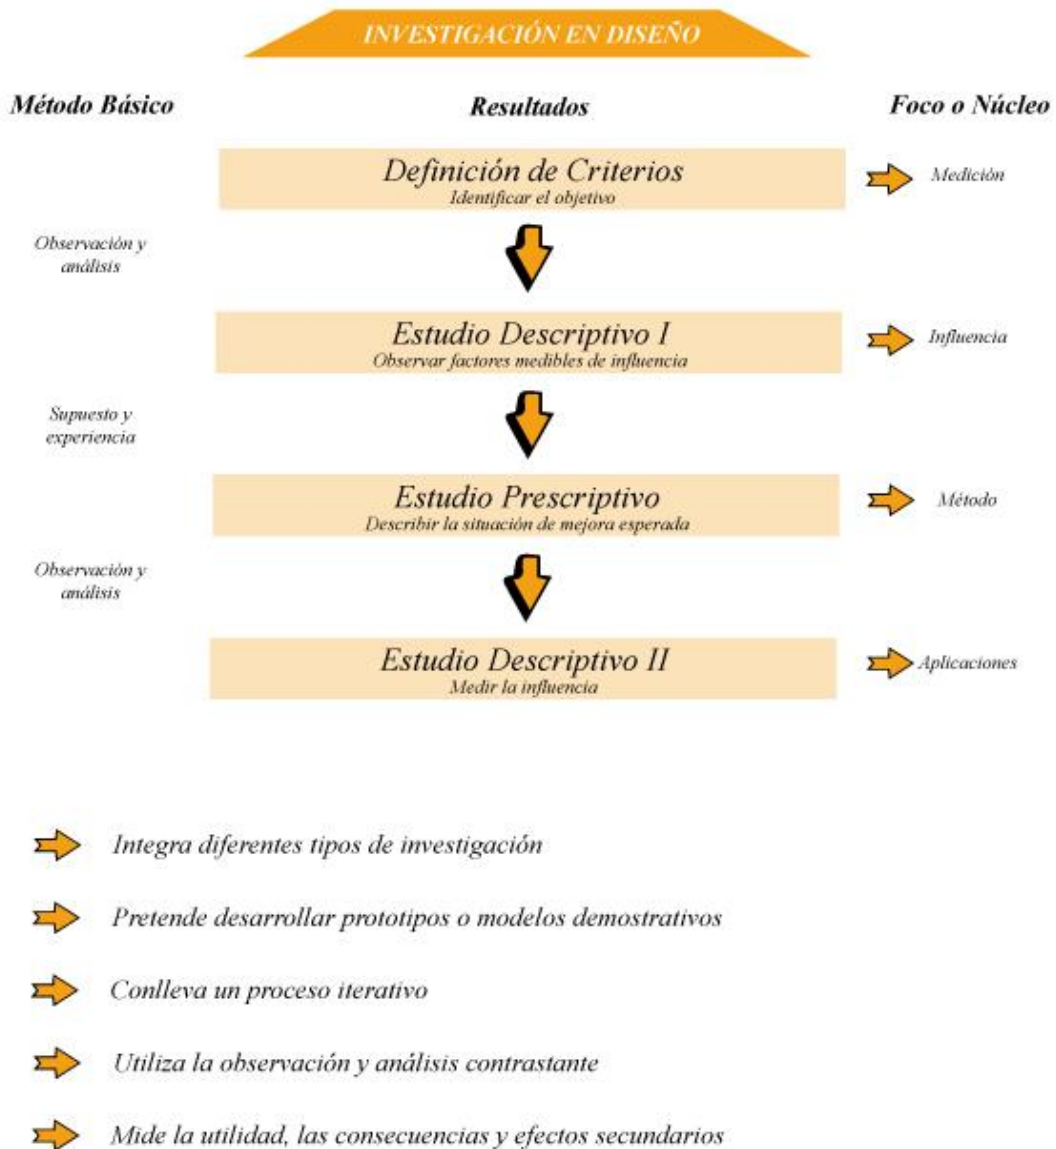 INVESTIGACIÓN EN DISEÑO
Método Básico
Resultados
Foco o Núcleo
Definición de Criterios
Identificar el objetivo
Medición
Observación y
análisis
Estudio Descriptivo I
Observar factores medibles de influencia
Influencia
Supuesto y
experiencia
Estudio Prescriptivo
Describir la situación de mejora esperada
Método
Observación y
análisis
Estudio Descriptivo II
Medir la influencia
Aplicaciones
Integra diferentes tipos de investigación
Pretende desarrollar prototipos o modelos demostrativos
Conlleva un proceso iterativo
Utiliza la observación y análisis contrastante
Mide la utilidad, las consecuencias y efectos secundarios